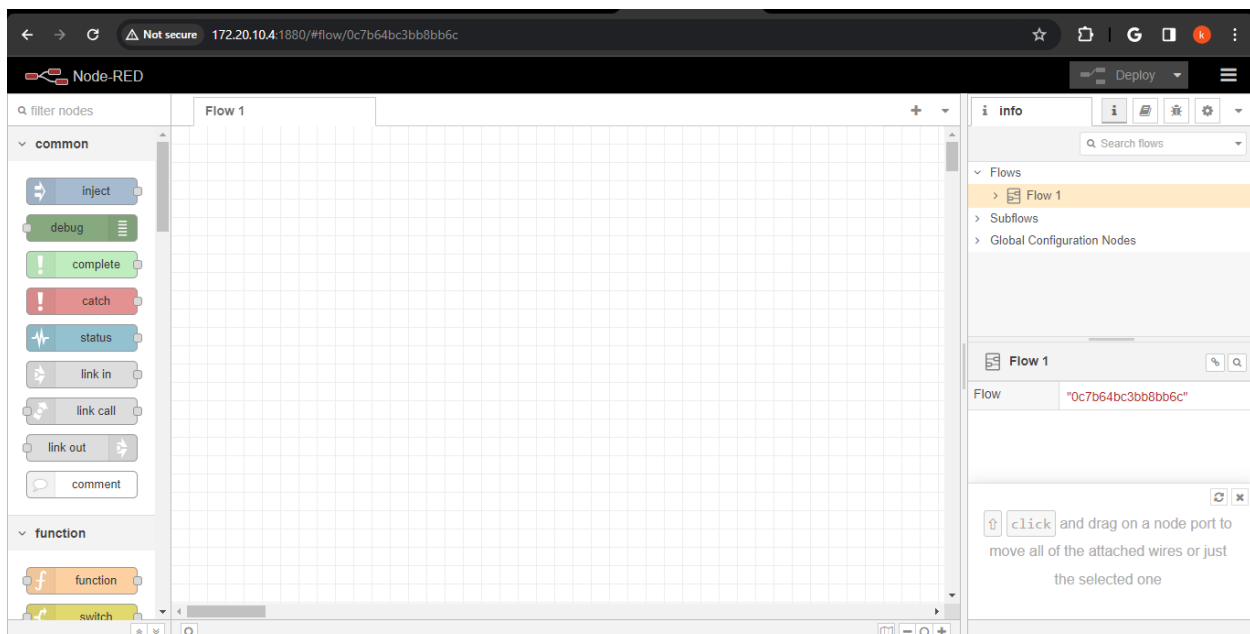 Not secure 172.20.10.4:1880/#flow/0c7b64bc3bb8bb6c
G
k
Node-RED
Deploy
filter nodes
Flow 1
i info
i
common
Search flows
Flows
Flow 1
Subflows
Global Configuration Nodes
inject
debug
complete
catch
status
link in
link call
link out
comment
Flow 1
Flow "0c7b64bc3bb8bb6c"
function
function
switch
click and drag on a node port to
move all of the attached wires or just
the selected one